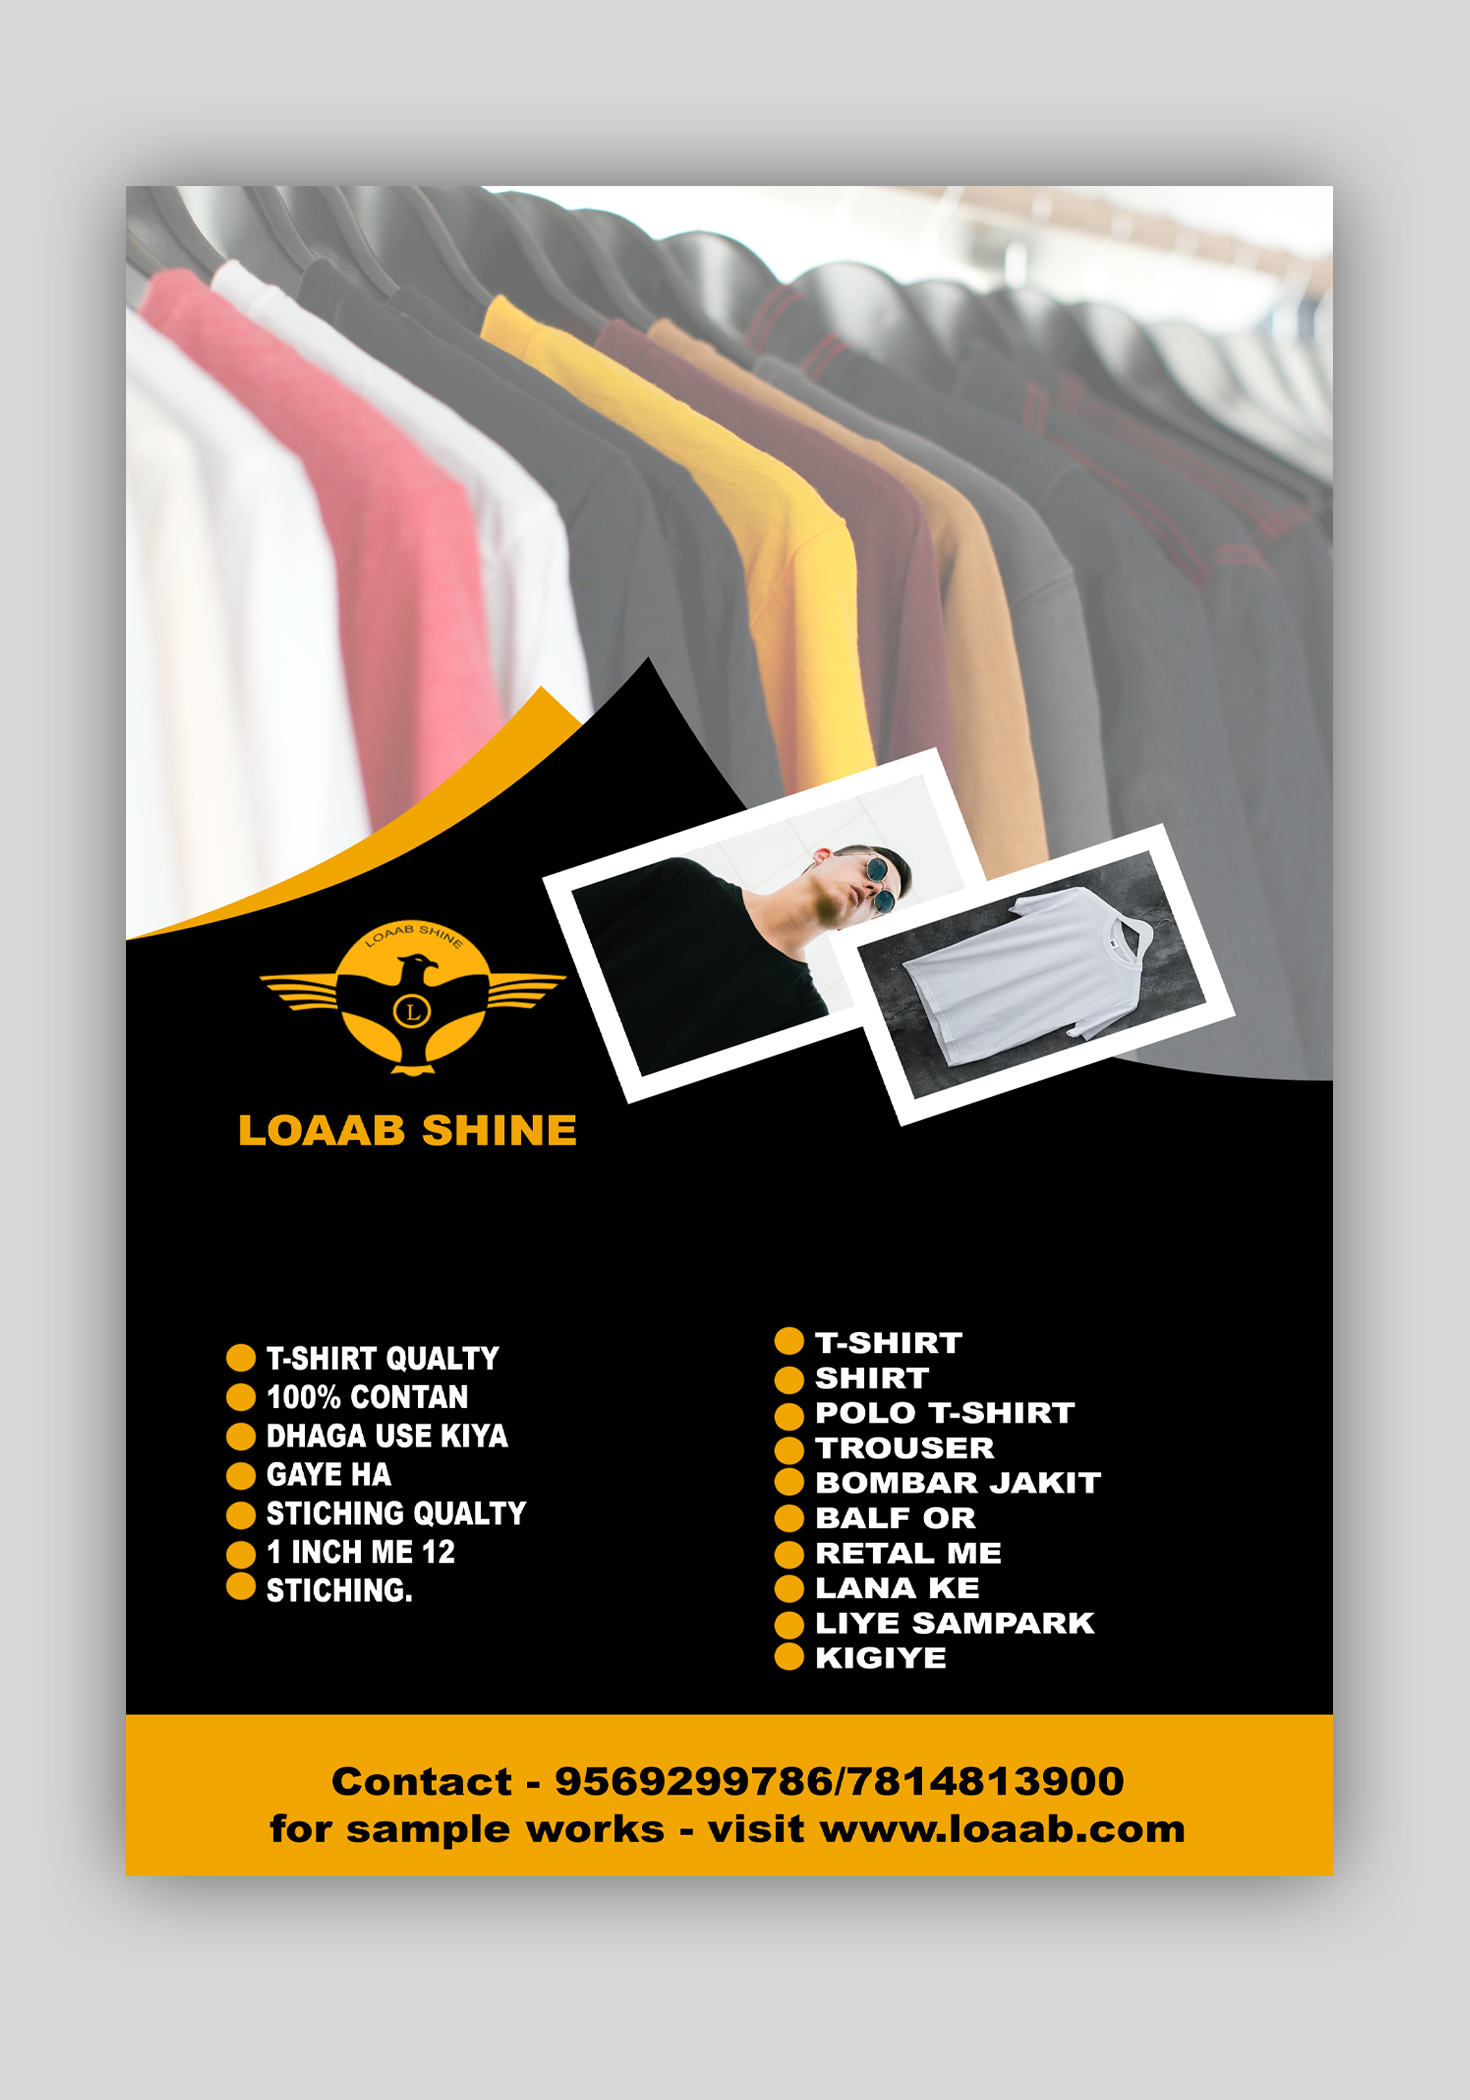 LOAAB SHINE
L
LOAAB SHINE
T-SHIRT QUALTY
100% CONTAN
DHAGA USE KIYA
GAYE HA
STICHING QUALTY
1 INCH ME 12
STICHING.
T-SHIRT
SHIRT
POLO T-SHIRT
TROUSER
BOMBAR JAKIT
BALF OR
RETAL ME
LANA KE
LIYE SAMPARK
KIGIYE
Contact - 9569299786/7814813900
for sample works - visit www.loaab.com